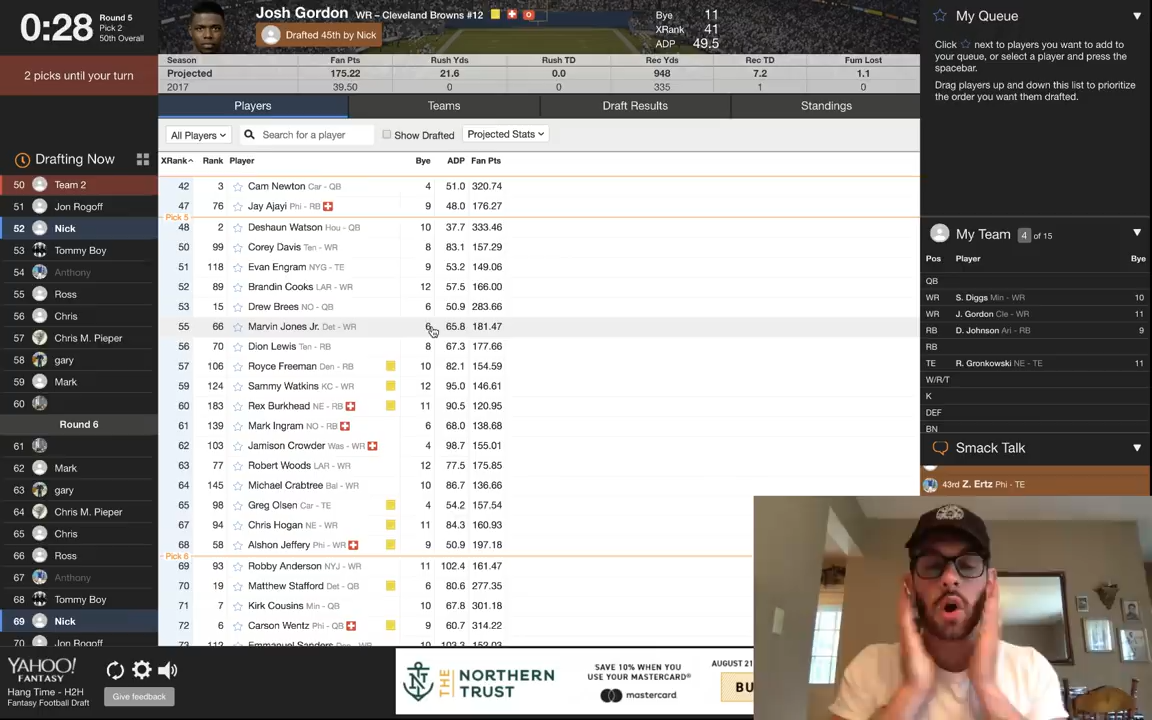 0:28
Round 5
Pick 2
50th Overall
2 picks until your turn
Josh Gordon WR – Cleveland Browns #12
Drafted 45th by Nick
Bye 11
XRank 41
ADP 49.5
Season Fan Pts Rush Yds Rush TD Rec Yds Rec TD Fum Lost
Projected 175.22 21.6 0.0 948 7.2 1.1
2017 39.50 0 0 335 1 0
Players Teams Draft Results Standings
All Players Search for a player Show Drafted Projected Stats
XRank Rank Player Bye ADP Fan Pts
42 3 Cam Newton Car - QB 4 51.0 320.74
47 76 Jay Ajayi Phi - RB 9 48.0 176.27
Pick 5
48 2 Deshaun Watson Hou - QB 10 37.7 333.46
50 99 Corey Davis Ten - WR 8 83.1 157.29
51 118 Evan Engram NYG - TE 9 53.2 149.06
52 89 Brandin Cooks LAR - WR 12 57.5 166.00
53 15 Drew Brees NO - QB 6 50.9 283.66
55 66 Marvin Jones Jr. Det - WR 6 65.8 181.47
56 70 Dion Lewis Ten - RB 8 67.3 177.66
57 106 Royce Freeman Den - RB 10 82.1 154.59
59 124 Sammy Watkins KC - WR 12 95.0 146.61
60 183 Rex Burkhead NE - RB 11 90.5 120.95
61 139 Mark Ingram NO - RB 6 68.0 138.68
62 103 Jamison Crowder Was - WR 4 98.7 155.01
63 77 Robert Woods LAR - WR 12 77.5 175.85
64 145 Michael Crabtree Bal - WR 10 86.7 136.66
65 98 Greg Olsen Car - TE 4 54.2 157.54
67 94 Chris Hogan NE - WR 11 84.3 160.93
68 58 Alshon Jeffery Phi - WR 9 50.9 197.18
Pick 6
69 93 Robby Anderson NYJ - WR 11 102.4 161.47
70 19 Matthew Stafford Det - QB 6 80.6 277.35
71 7 Kirk Cousins Min - QB 10 67.8 301.18
72 6 Carson Wentz Phi - QB 9 60.7 314.22
73 112 Emmanuel Sanders Den - WR 10 103.3 152.03
Drafting Now
50 Team 2
51 Jon Rogoff
52 Nick
53 Tommy Boy
54 Anthony
55 Ross
56 Chris
57 Chris M. Pieper
58 gary
59 Mark
60
Round 6
61
62 Mark
63 gary
64 Chris M. Pieper
65 Chris
66 Ross
67 Anthony
68 Tommy Boy
69 Nick
70 Jon Rogoff
YAHOO!
FANTASY
Hang Time - H2H
Fantasy Football Draft
Give feedback
My Queue
Click next to players you want to add to
your queue, or select a player and press the
spacebar.
Drag players up and down this list to prioritize
the order you want them drafted.
My Team 4 of 15
Pos Player Bye
QB
WR S. Diggs Min - WR 10
WR J. Gordon Cle - WR 11
RB D. Johnson Ari - RB 9
RB
TE R. Gronkowski NE - TE 11
W/R/T
K
DEF
BN
Smack Talk
43rd Z. Ertz Phi - TE
THE NORTHERN
TRUST
SAVE 10% WHEN YOU
USE YOUR MASTERCARD®
mastercard
AUGUST 21
BU